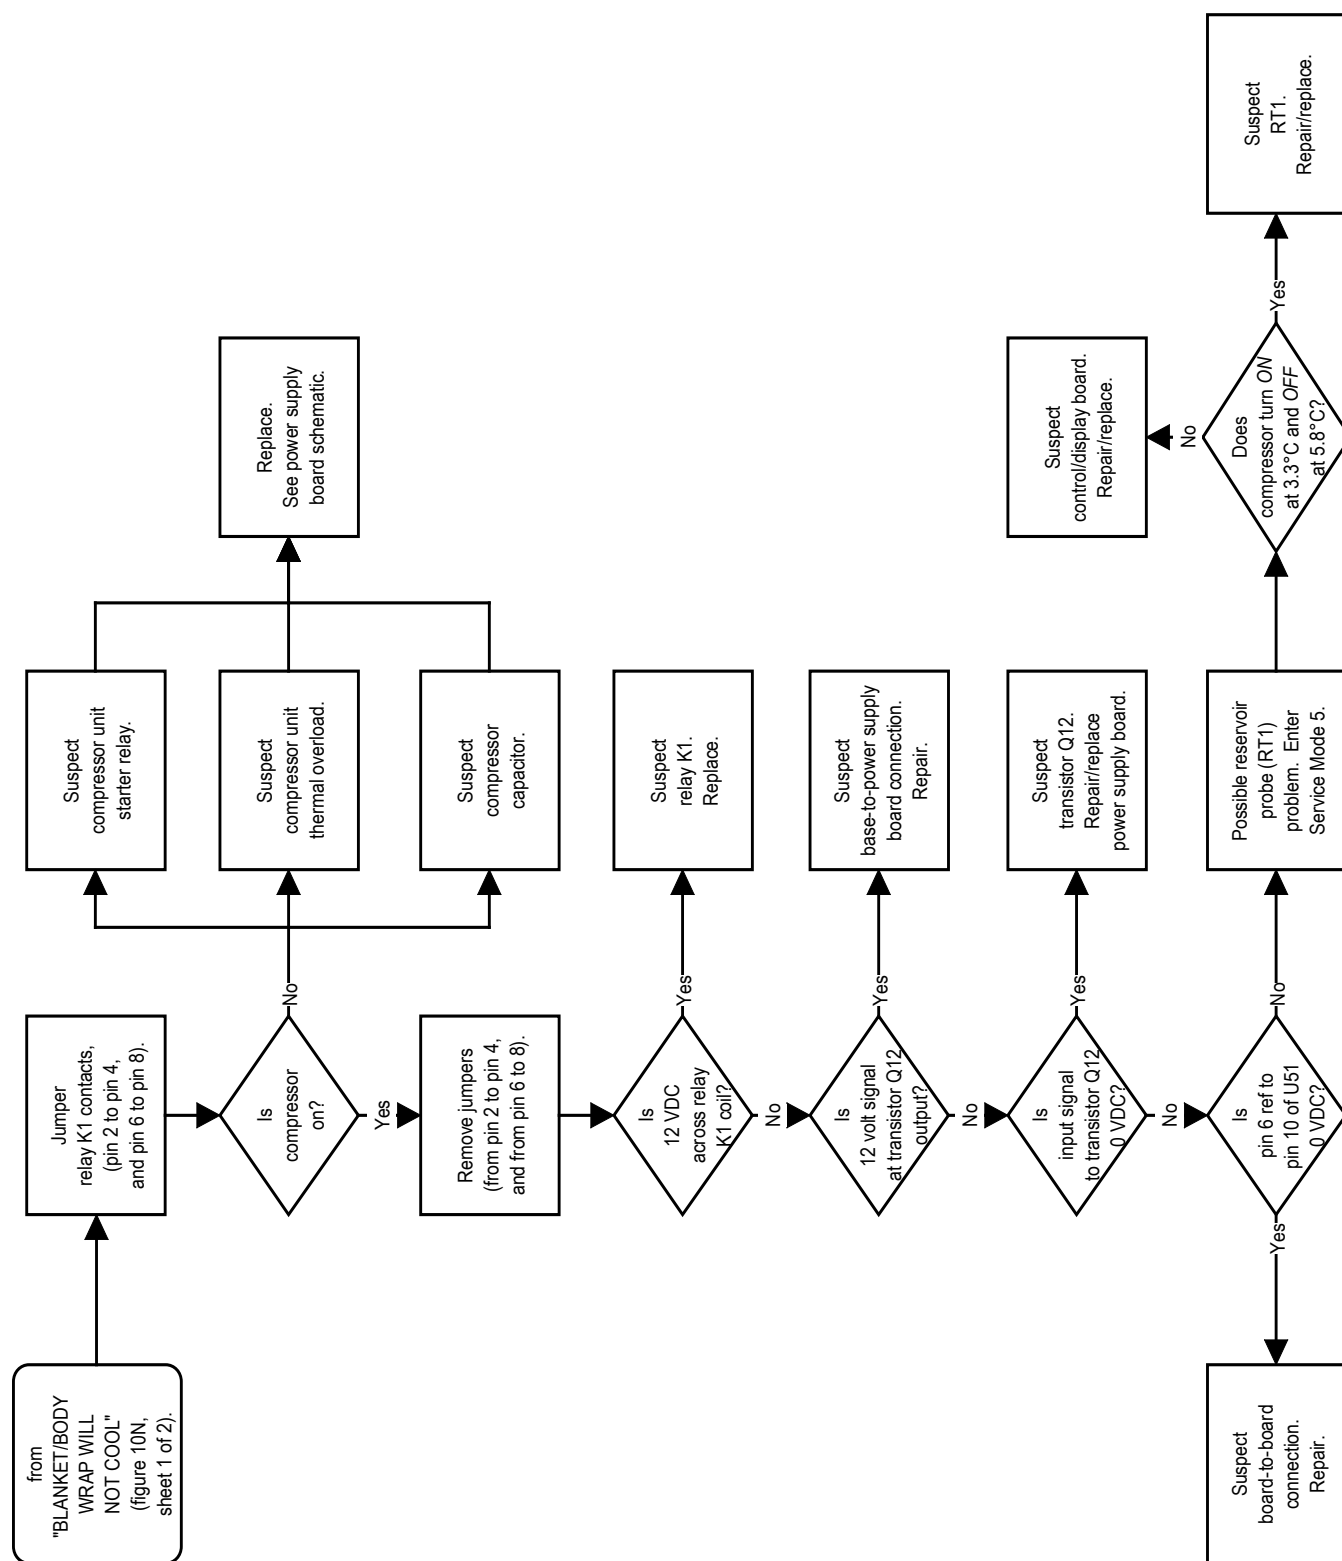 from
"BLANKET/BODY
WRAP WILL
NOT COOL"
(figure 10N,
sheet 1 of 2).
Jumper
relay K1 contacts,
(pin 2 to pin 4,
and pin 6 to pin 8).
Is
compressor
on?
No
Suspect
compressor unit
starter relay.
Suspect
compressor unit
thermal overload.
Suspect
compressor
capacitor.
Replace.
See power supply
board schematic.
Yes
Remove jumpers
(from pin 2 to pin 4,
and from pin 6 to 8).
Is
12 VDC
across relay
K1 coil?
Yes
Suspect
relay K1.
Replace.
No
Is
12 volt signal
at transistor Q12
output?
Yes
Suspect
base-to-power supply
board connection.
Repair.
No
Is
input signal
to transistor Q12
0 VDC?
Yes
Suspect
transistor Q12.
Repair/replace
power supply board.
No
Is
pin 6 ref to
pin 10 of U51
0 VDC?
Yes
Suspect
board-to-board
connection.
Repair.
No
Possible reservoir
probe (RT1)
problem. Enter
Service Mode 5.
Does
compressor turn ON
at 3.3°C and OFF
at 5.8°C?
No
Suspect
control/display board.
Repair/replace.
Yes
Suspect
RT1.
Repair/replace.